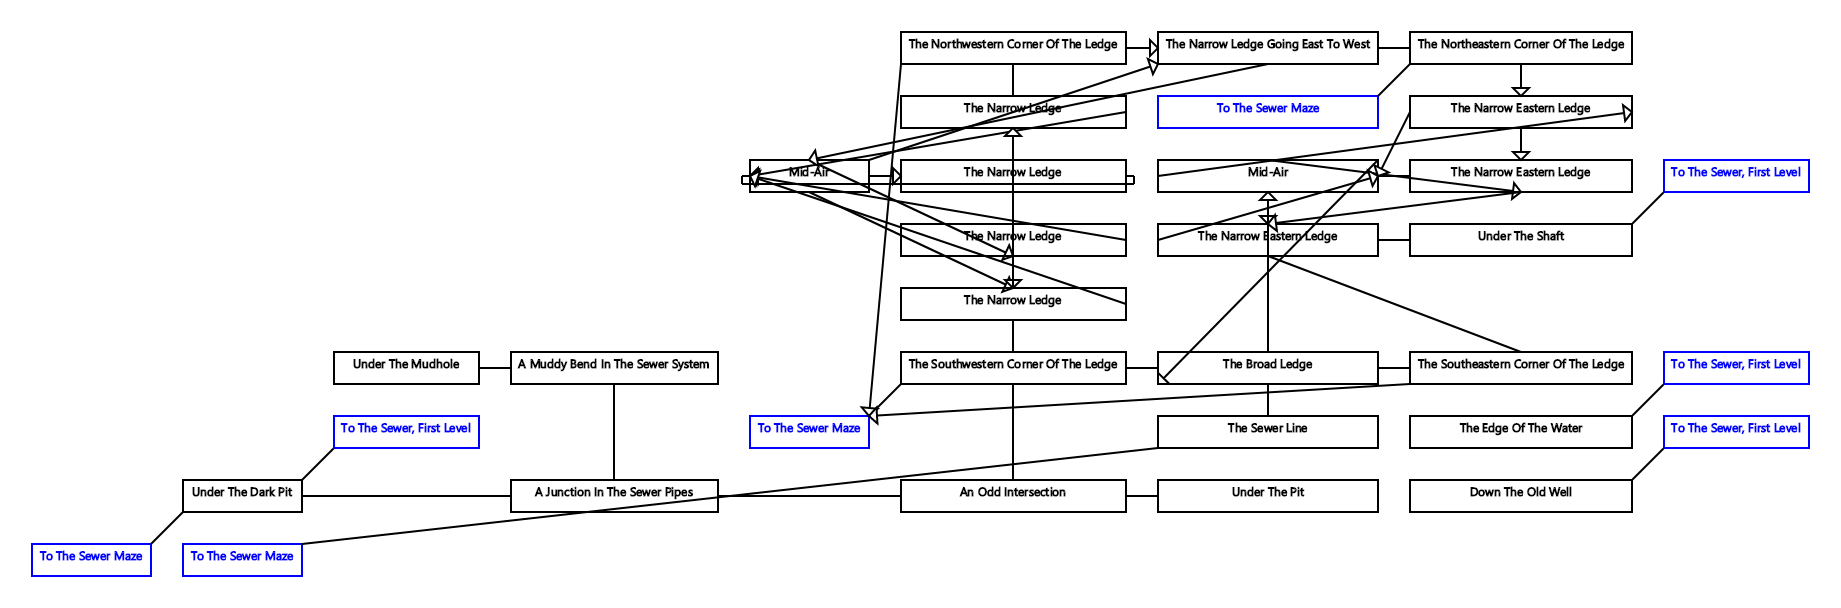 The Northwestern Corner Of The Ledge
The Narrow Ledge Going East To West
The Northeastern Corner Of The Ledge
The Narrow Ledge
To The Sewer Maze
The Narrow Eastern Ledge
Mid-Air
The Narrow Ledge
Mid-Air
The Narrow Eastern Ledge
To The Sewer, First Level
The Narrow Ledge
The Narrow Eastern Ledge
Under The Shaft
The Narrow Ledge
Under The Mudhole
A Muddy Bend In The Sewer System
The Southwestern Corner Of The Ledge
The Broad Ledge
The Southeastern Corner Of The Ledge
To The Sewer, First Level
To The Sewer, First Level
To The Sewer Maze
The Sewer Line
The Edge Of The Water
To The Sewer, First Level
Under The Dark Pit
A Junction In The Sewer Pipes
An Odd Intersection
Under The Pit
Down The Old Well
To The Sewer Maze
To The Sewer Maze